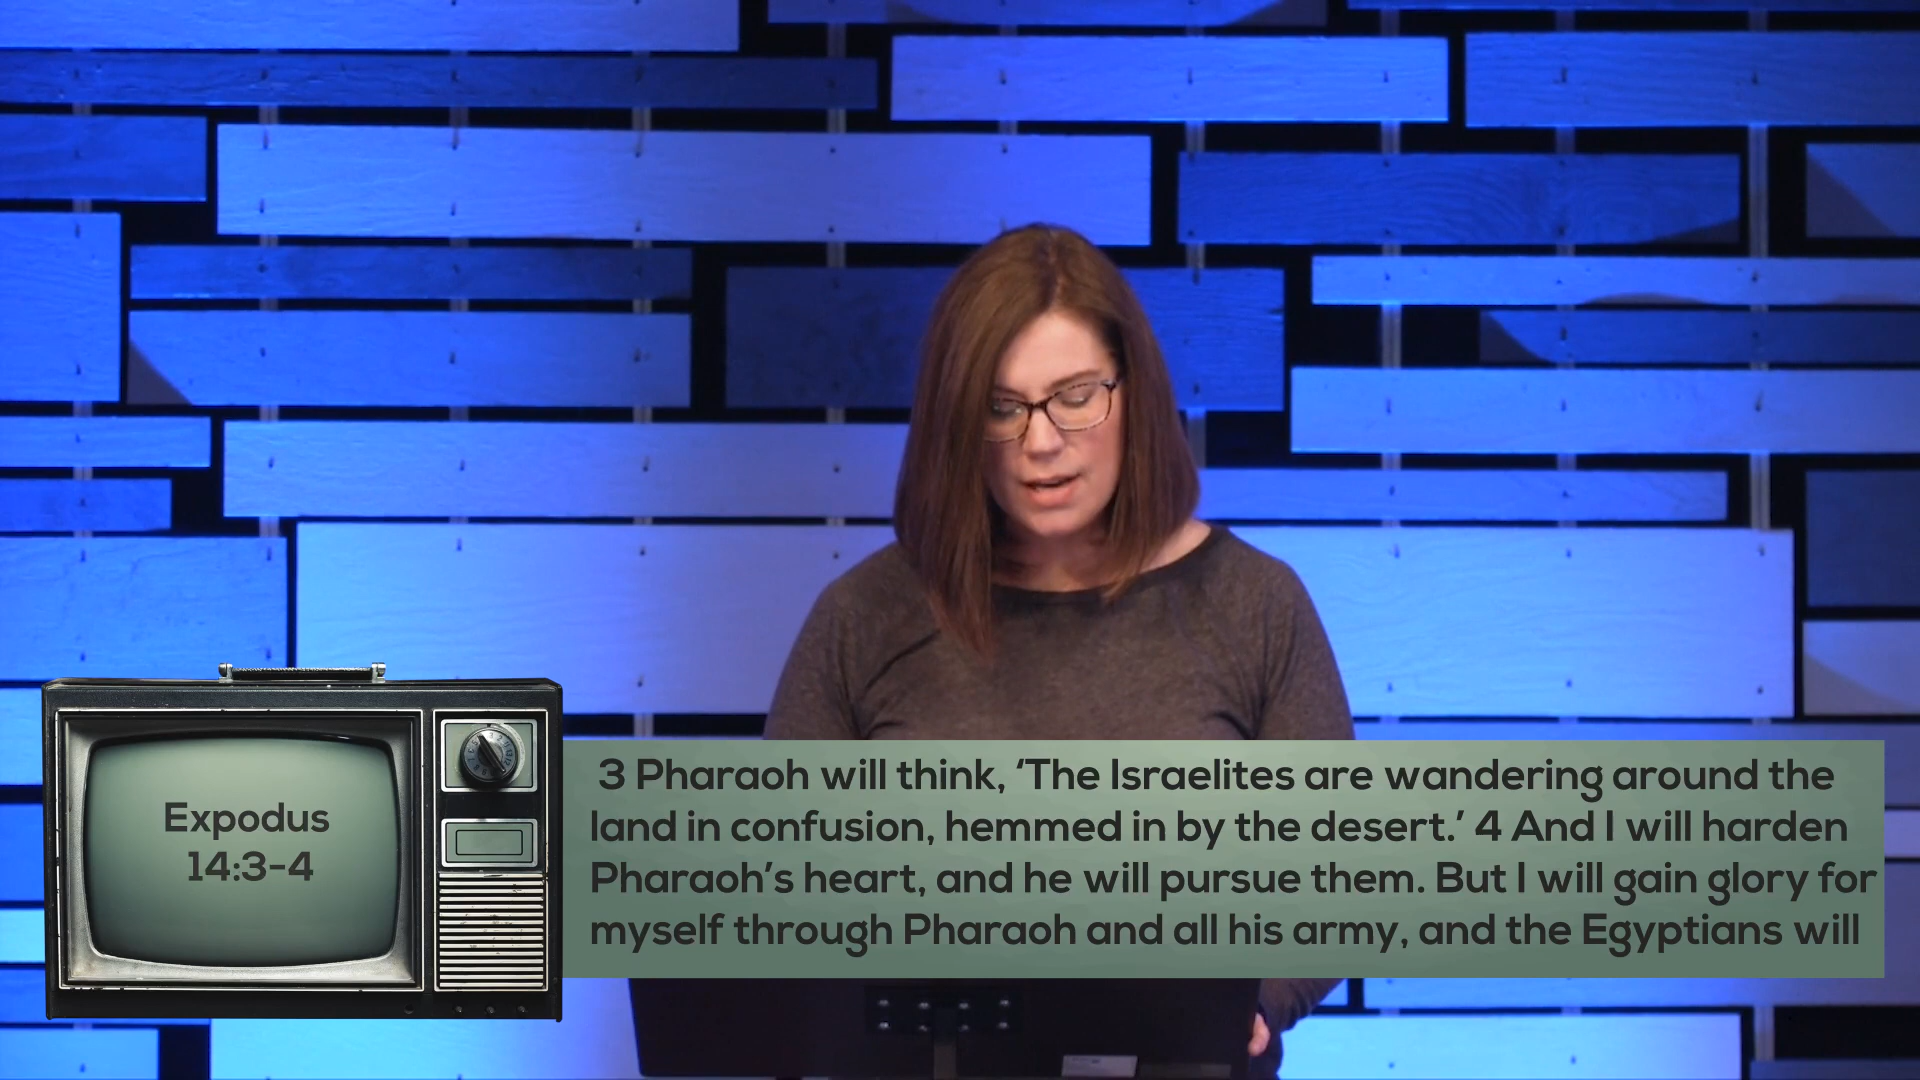 Expodus
14:3-4
3 Pharaoh will think, ‘The Israelites are wandering around the
land in confusion, hemmed in by the desert.’ 4 And I will harden
Pharaoh’s heart, and he will pursue them. But I will gain glory for
myself through Pharaoh and all his army, and the Egyptians will